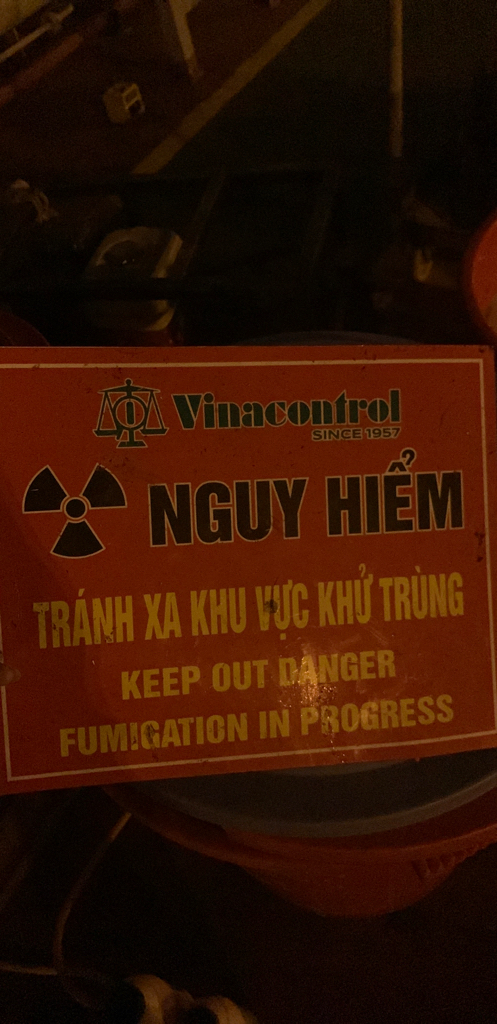 Vinacontrol
SINCE 1957
NGUY HIỂM
TRÁNH XA KHU VỰC KHỬ TRÙNG
KEEP OUT DANGER
FUMIGATION IN PROGRESS